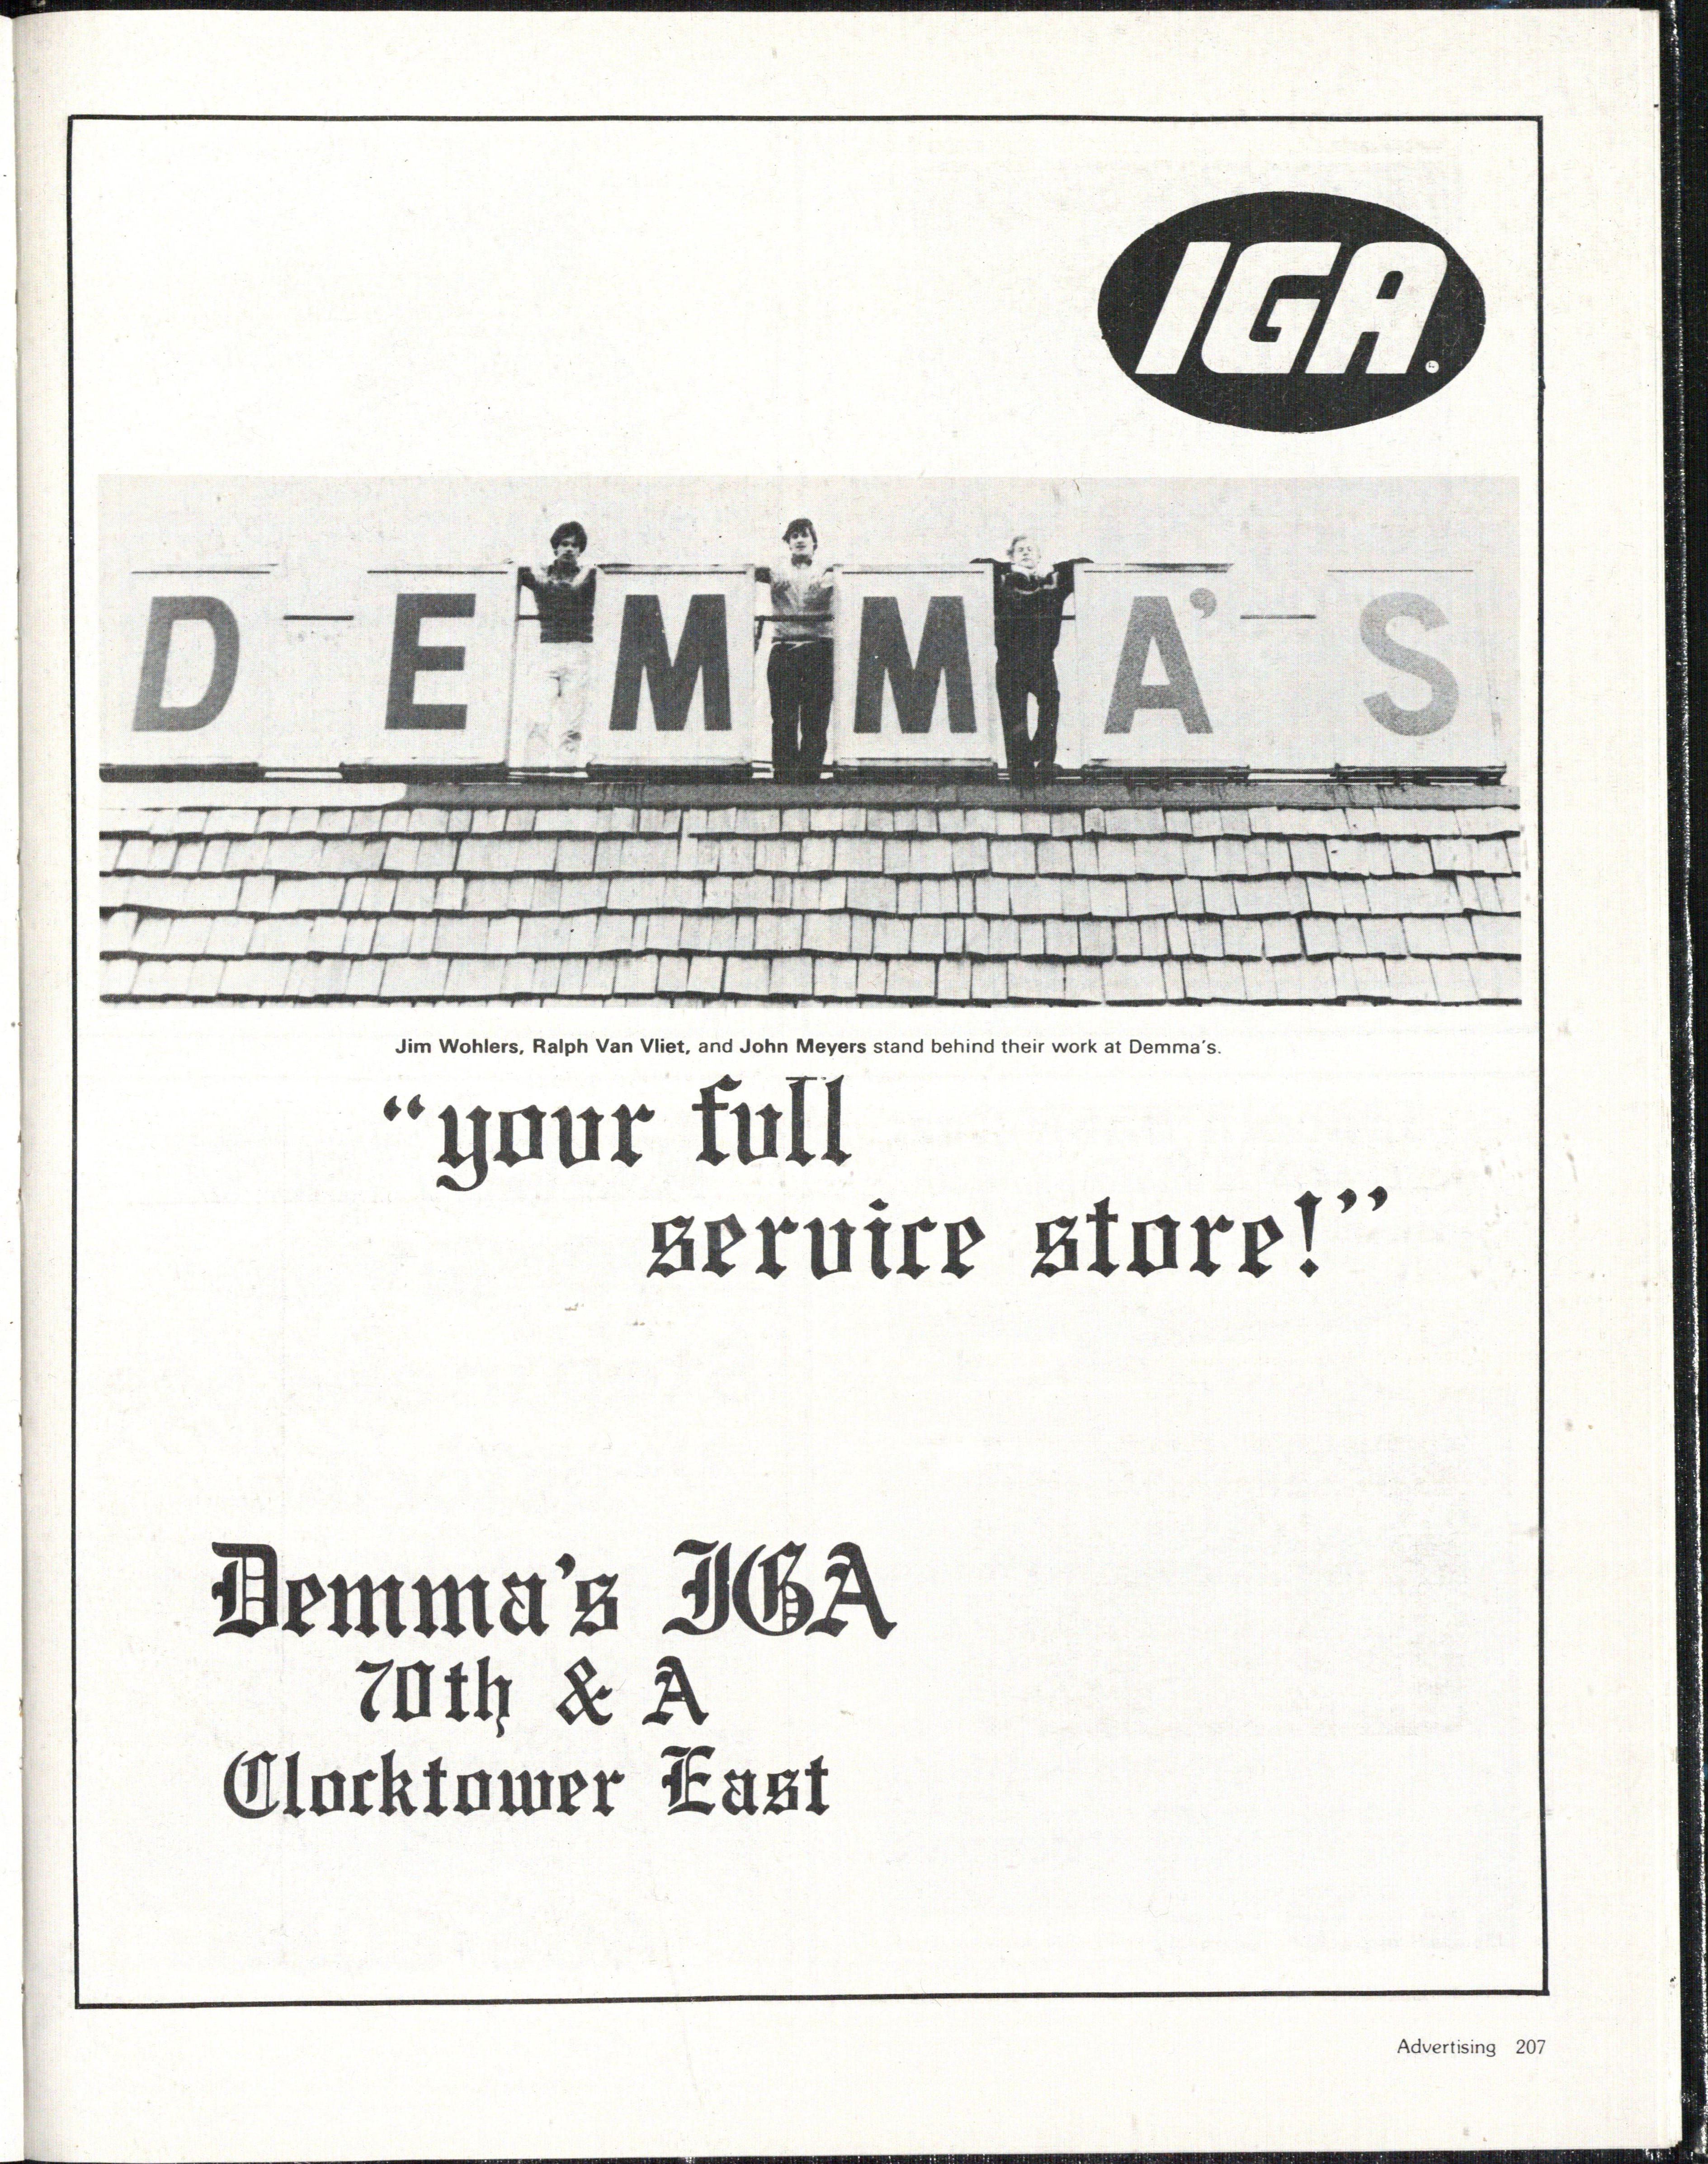 IGA.
DEMMA'S
Jim Wohlers, Ralph Van Vliet, and John Meyers stand behind their work at Demma's.
“your full
service store!”
Demma's IGA
70th & A
Clocktower East
Advertising 207